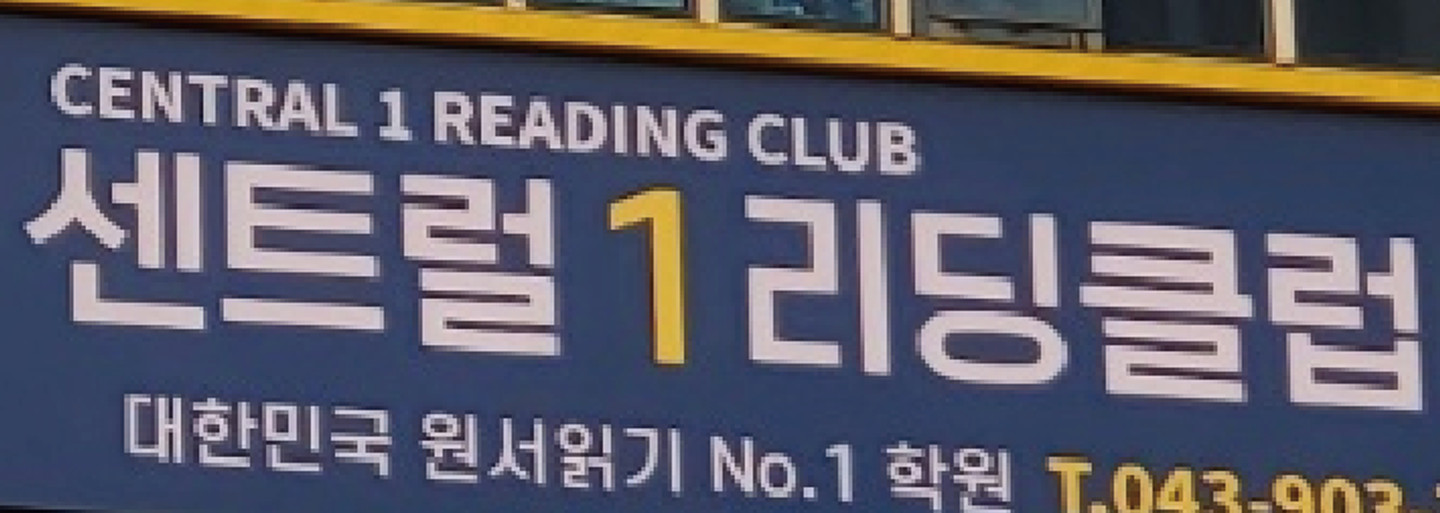 CENTRAL 1 READING CLUB
센트럴 1 리딩클럽
대한민국 원서읽기 No.1 학원 T.043-903-